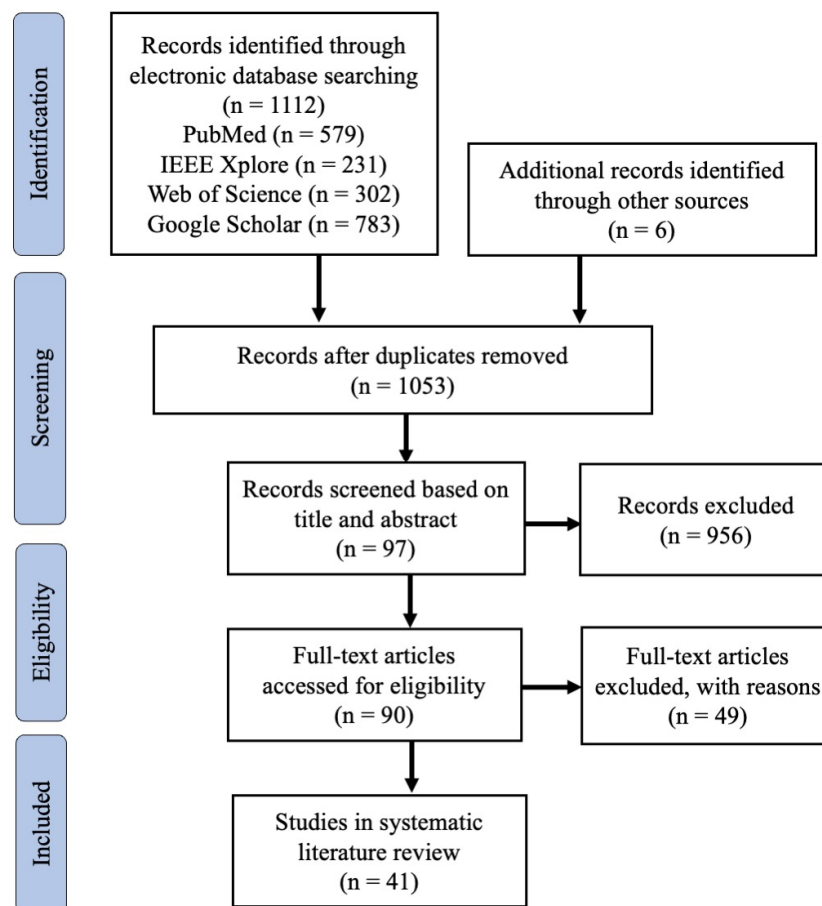 Identification
Records identified through
electronic database searching
(n = 1112)
PubMed (n = 579)
IEEE Xplore (n = 231)
Web of Science (n = 302)
Google Scholar (n = 783)
Additional records identified
through other sources
(n = 6)
Screening
Records after duplicates removed
(n = 1053)
Records screened based on
title and abstract
(n = 97)
Records excluded
(n = 956)
Eligibility
Full-text articles
accessed for eligibility
(n = 90)
Full-text articles
excluded, with reasons
(n = 49)
Included
Studies in systematic
literature review
(n = 41)